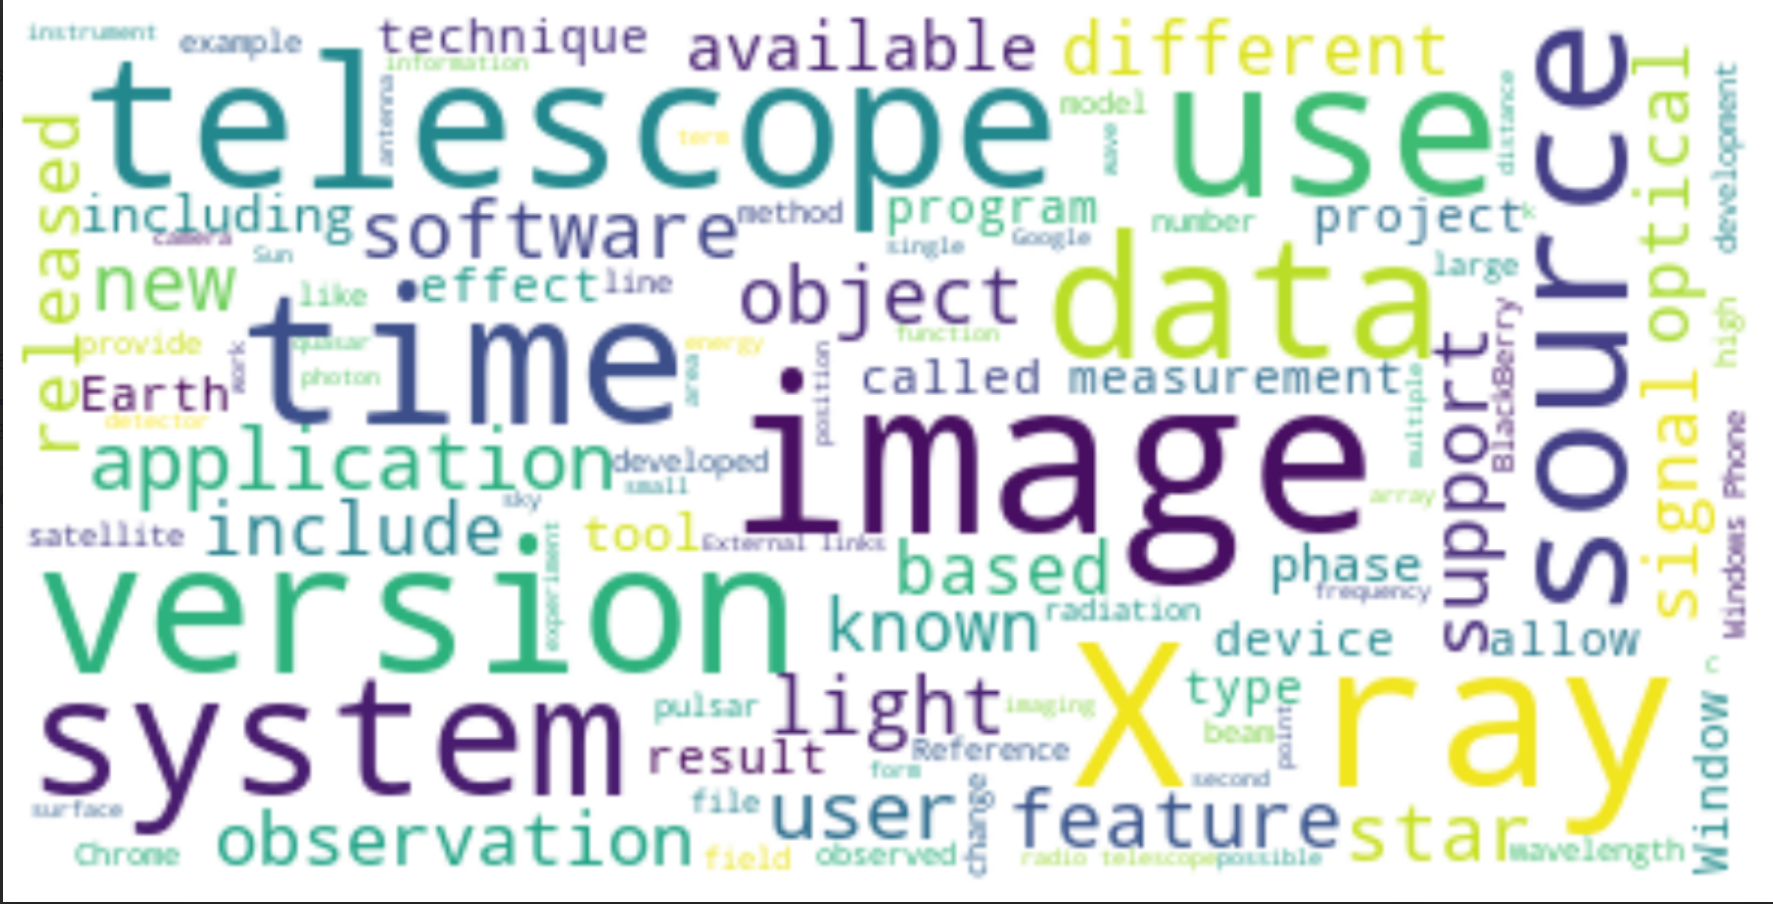 instrument
example
technique
available
different
source
optical
development
information
telescope
antenna
term
model
wave
use
distance
released
including
camera
Sun
software
method
program
single
Google
number
project
k
large
new
like
effect
line
object
function
data
high
provide
quasar
time
energy
work
photon
area
position
called
measurement
multiple
support
BlackBerry
signal
Windows Phone
Earth
detector
application
developed
small
image
array
sky
satellite
include
experiment
tool
External links
based
phase
frequency
version
known
radiation
device
allow
c
system
pulsar
light
imaging
X ray
type
beam
point
result
Reference
form
second
Window
surface
file
user
change
feature
star
Chrome
observation
field
observed
radio telescope
possible
wavelength